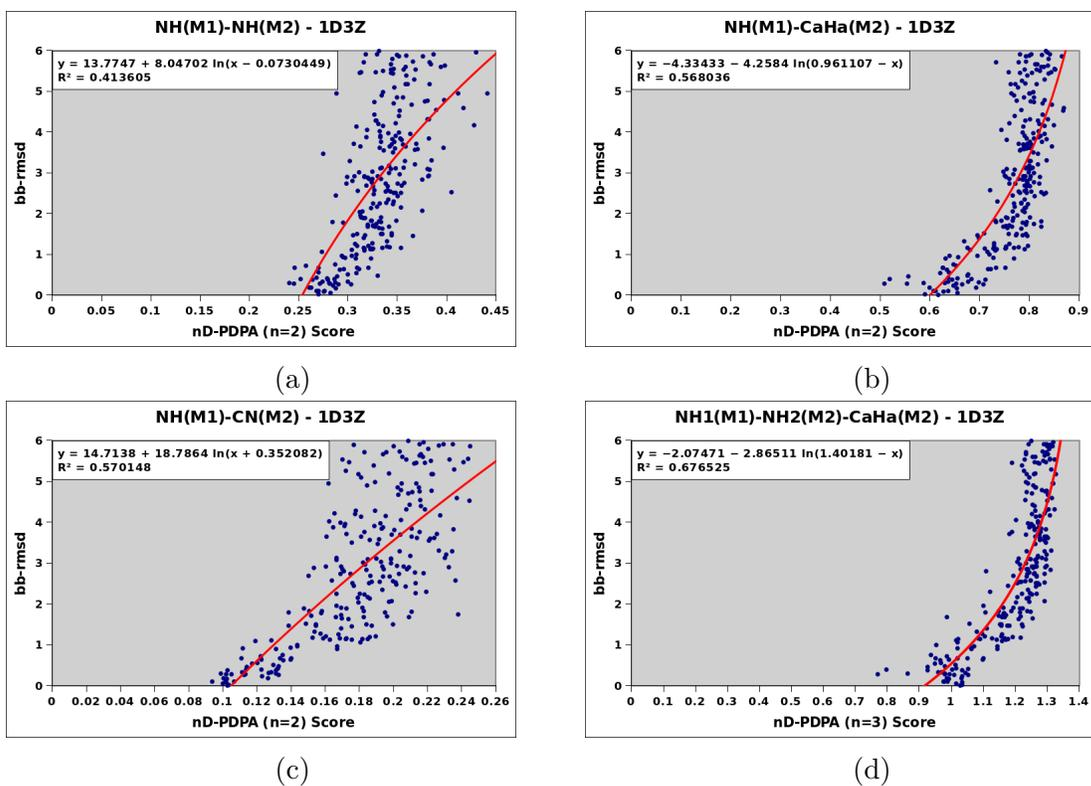 NH(M1)-NH(M2) - 1D3Z
y = 13.7747 + 8.04702 ln(x − 0.0730449)
R² = 0.413605
bb-rmsd
6
5
4
3
2
1
0
0 0.05 0.1 0.15 0.2 0.25 0.3 0.35 0.4 0.45
nD-PDPA (n=2) Score
(a)
NH(M1)-CaHa(M2) - 1D3Z
y = −4.33433 − 4.2584 ln(0.961107 − x)
R² = 0.568036
bb-rmsd
6
5
4
3
2
1
0
0 0.1 0.2 0.3 0.4 0.5 0.6 0.7 0.8 0.9
nD-PDPA (n=2) Score
(b)
NH(M1)-CN(M2) - 1D3Z
y = 14.7138 + 18.7864 ln(x + 0.352082)
R² = 0.570148
bb-rmsd
6
5
4
3
2
1
0
0 0.02 0.04 0.06 0.08 0.1 0.12 0.14 0.16 0.18 0.2 0.22 0.24 0.26
nD-PDPA (n=2) Score
(c)
NH1(M1)-NH2(M2)-CaHa(M2) - 1D3Z
y = −2.07471 − 2.86511 ln(1.40181 − x)
R² = 0.676525
bb-rmsd
6
5
4
3
2
1
0
0 0.1 0.2 0.3 0.4 0.5 0.6 0.7 0.8 0.9 1 1.1 1.2 1.3 1.4
nD-PDPA (n=3) Score
(d)